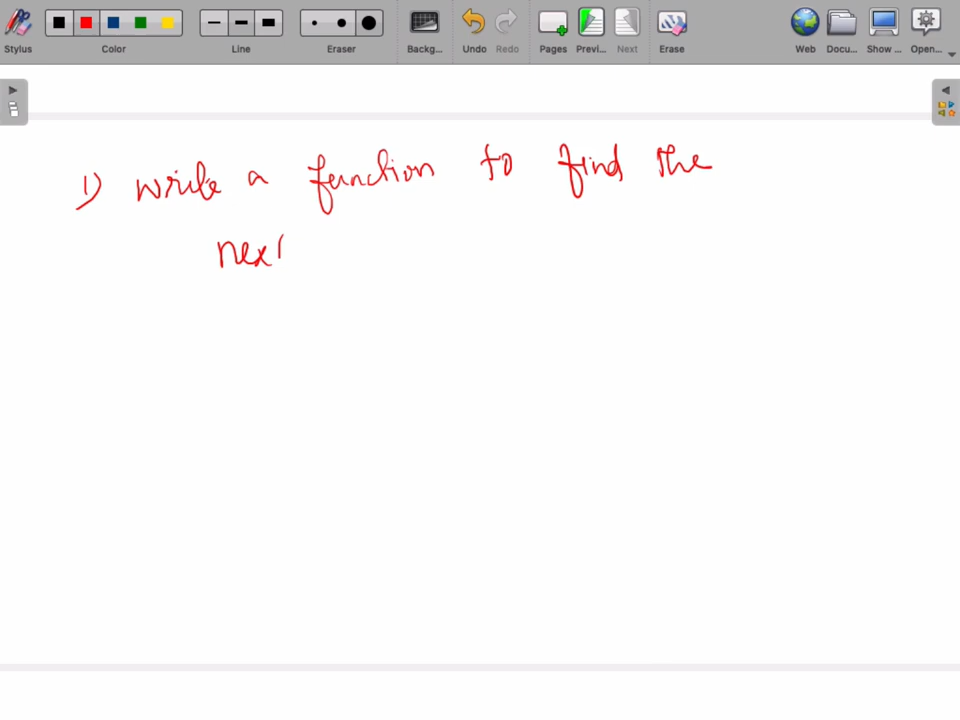 Stylus
Color
Line
Eraser
Backg...
Undo
Redo
Pages
Previ...
Next
Erase
Web
Docu...
Show ...
Open...
1) write a function to find the
next